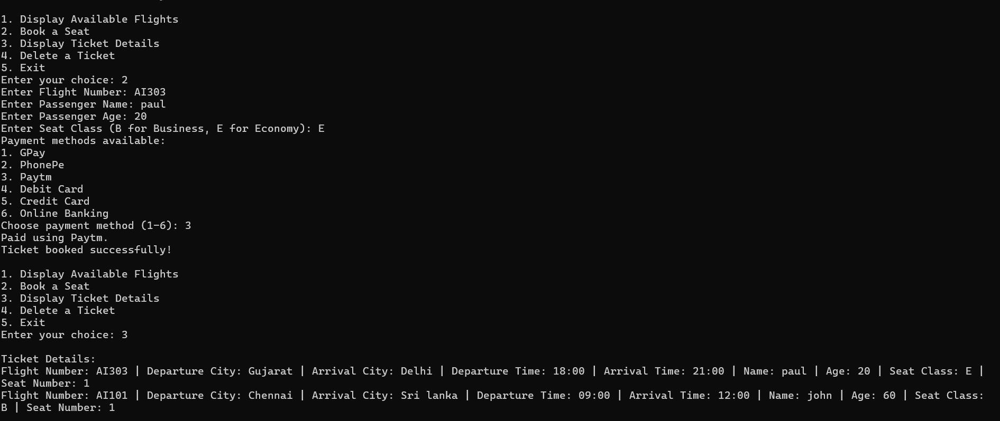 1. Display Available Flights
2. Book a Seat
3. Display Ticket Details
4. Delete a Ticket
5. Exit
Enter your choice: 2
Enter Flight Number: AI303
Enter Passenger Name: paul
Enter Passenger Age: 20
Enter Seat Class (B for Business, E for Economy): E
Payment methods available:
1. GPay
2. PhonePe
3. Paytm
4. Debit Card
5. Credit Card
6. Online Banking
Choose payment method (1-6): 3
Paid using Paytm.
Ticket booked successfully!
1. Display Available Flights
2. Book a Seat
3. Display Ticket Details
4. Delete a Ticket
5. Exit
Enter your choice: 3
Ticket Details:
Flight Number: AI303 | Departure City: Gujarat | Arrival City: Delhi | Departure Time: 18:00 | Arrival Time: 21:00 | Name: paul | Age: 20 | Seat Class: E |
Seat Number: 1
Flight Number: AI101 | Departure City: Chennai | Arrival City: Sri lanka | Departure Time: 09:00 | Arrival Time: 12:00 | Name: john | Age: 60 | Seat Class:
B | Seat Number: 1